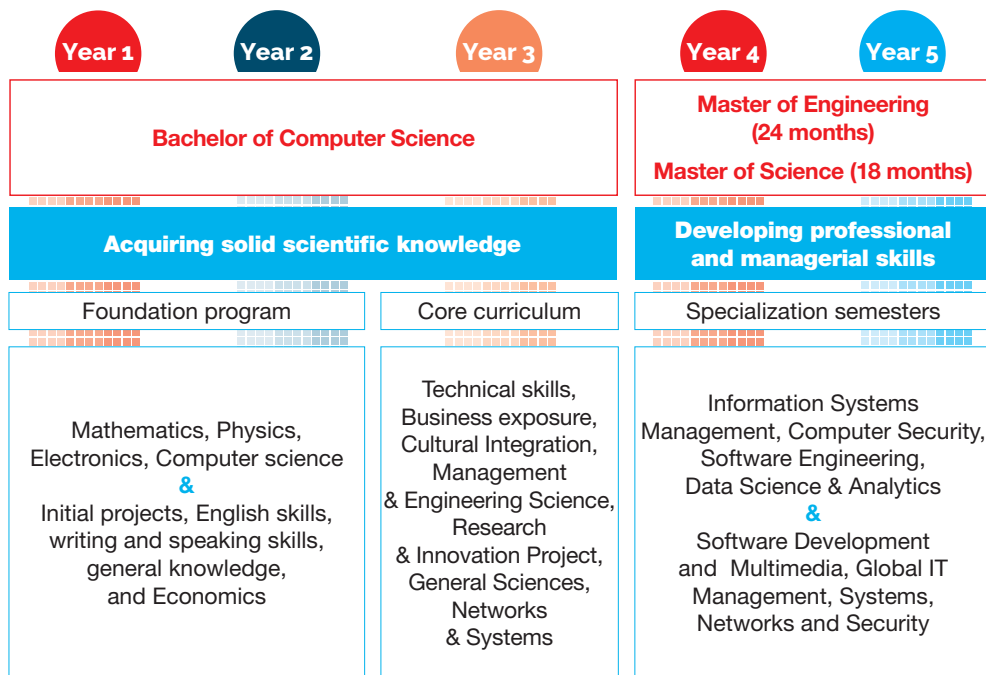 Year 1
Year 2
Year 3
Year 4
Year 5
Bachelor of Computer Science
Master of Engineering
(24 months)
Master of Science (18 months)
Acquiring solid scientific knowledge
Developing professional
and managerial skills
Foundation program
Core curriculum
Specialization semesters
Mathematics, Physics,
Electronics, Computer science
&
Initial projects, English skills,
writing and speaking skills,
general knowledge,
and Economics
Technical skills,
Business exposure,
Cultural Integration,
Management
& Engineering Science,
Research
& Innovation Project,
General Sciences,
Networks
& Systems
Information Systems
Management, Computer Security,
Software Engineering,
Data Science & Analytics
&
Software Development
and Multimedia, Global IT
Management, Systems,
Networks and Security